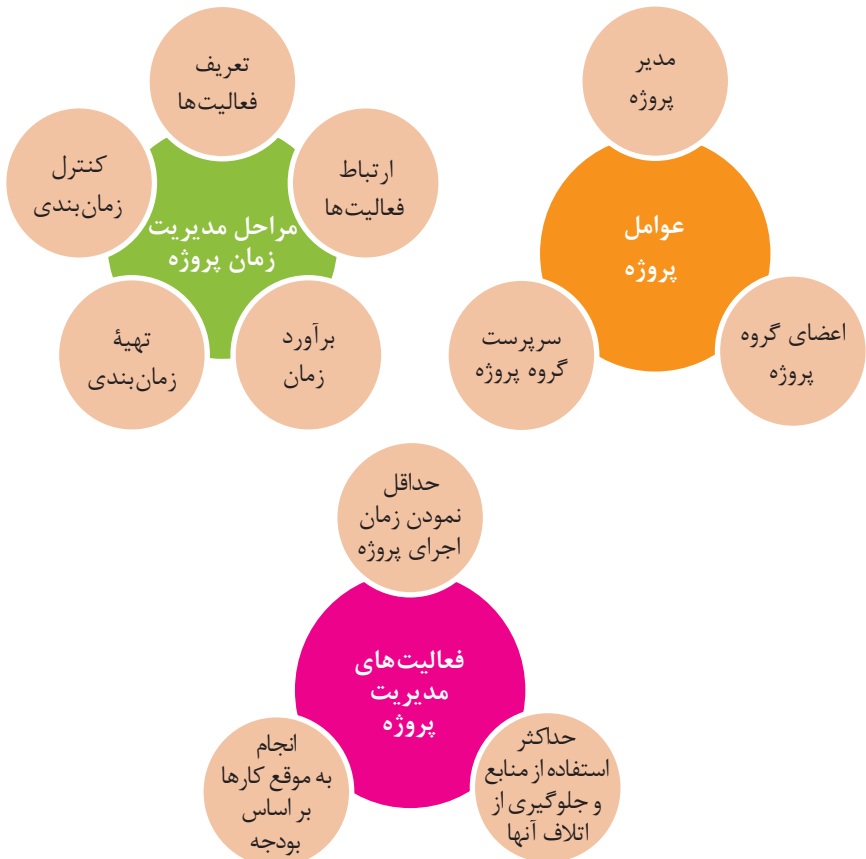 عوامل
پروژه
مدیر
پروژه
اعضای گروه
پروژه
سرپرست
گروه پروژه
مراحل مدیریت
زمان پروژه
تعریف
فعالیت‌ها
ارتباط
فعالیت‌ها
برآورد
زمان
تهیهٔ
زمان‌بندی
کنترل
زمان‌بندی
فعالیت‌های
مدیریت
پروژه
حداقل
نمودن زمان
اجرای پروژه
حداکثر
استفاده از منابع
و جلوگیری از
اتلاف آنها
انجام
به موقع کارها
بر اساس
بودجه